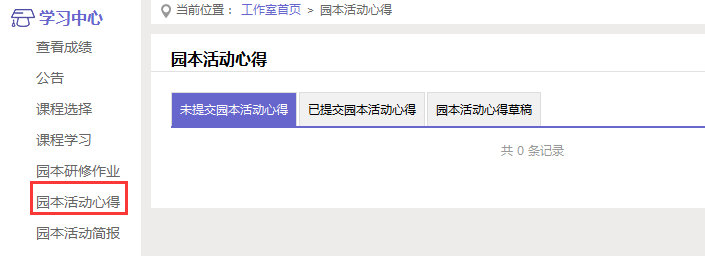 学习中心
查看成绩
公告
课程选择
课程学习
园本研修作业
园本活动心得
园本活动简报
当前位置： 工作室首页 > 园本活动心得
园本活动心得
未提交园本活动心得 已提交园本活动心得 园本活动心得草稿
共 0 条记录